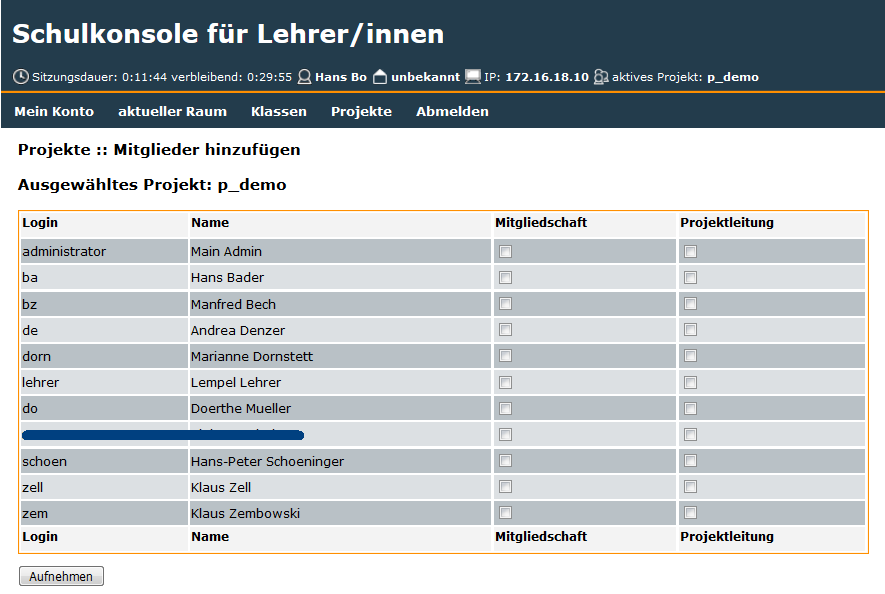 Schulkonsole für Lehrer/innen
Sitzungsdauer: 0:11:44 verbleibend: 0:29:55 Hans Bo unbekannt IP: 172.16.18.10 aktives Projekt: p_demo
Mein Konto aktueller Raum Klassen Projekte Abmelden
Projekte :: Mitglieder hinzufügen
Ausgewähltes Projekt: p_demo
Login Name Mitgliedschaft Projektleitung
administrator Main Admin
ba Hans Bader
bz Manfred Bech
de Andrea Denzer
dorn Marianne Dornstett
lehrer Lempel Lehrer
do Doerthe Mueller
schoen Hans-Peter Schoeninger
zell Klaus Zell
zem Klaus Zembowski
Login Name Mitgliedschaft Projektleitung
Aufnehmen